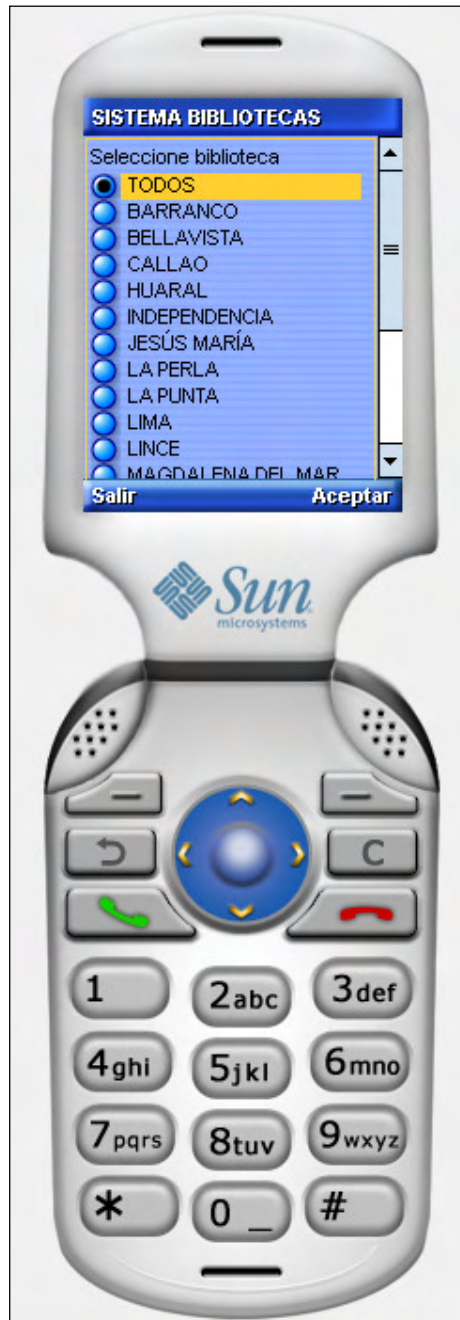 SISTEMA BIBLIOTECAS
Seleccione biblioteca
TODOS
BARRANCO
BELLAVISTA
CALLAO
HUARAL
INDEPENDENCIA
JESÚS MARÍA
LA PERLA
LA PUNTA
LIMA
LINCE
MAGDALENA DEL MAR
Salir Aceptar
Sun
microsystems
C
1 2abc 3def
4ghi 5jkl 6mno
7pqrs 8tuv 9wxyz
* 0 _ #